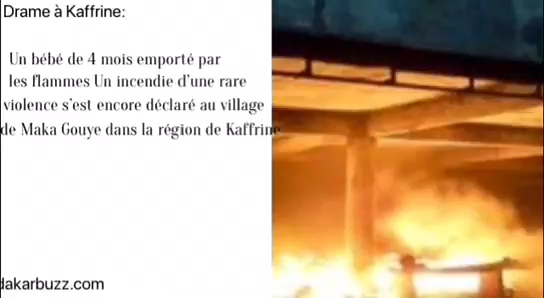 Drame à Kaffrine:
Un bébé de 4 mois emporté par
les flammes Un incendie d'une rare
violence s'est encore déclaré au village
de Maka Gouye dans la région de Kaffrine
dakarbuzz.com